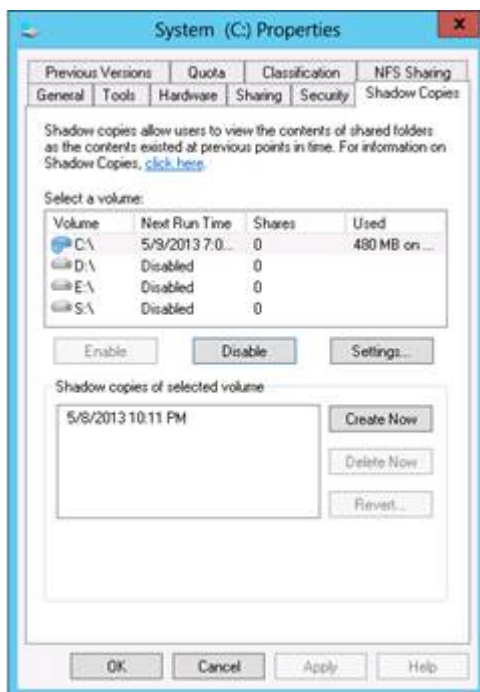 System (C:) Properties
x
Previous Versions Quota Classification NFS Sharing
General Tools Hardware Sharing Security Shadow Copies
Shadow copies allow users to view the contents of shared folders
as the contents existed at previous points in time. For information on
Shadow Copies, click here.
Select a volume:
Volume Next Run Time Shares Used
C:\ 5/9/2013 7:0... 0 480 MB on ...
D:\ Disabled 0
E:\ Disabled 0
S:\ Disabled 0
Enable Disable Settings...
Shadow copies of selected volume
5/8/2013 10:11 PM Create Now
Delete Now
Revert...
OK Cancel Apply Help